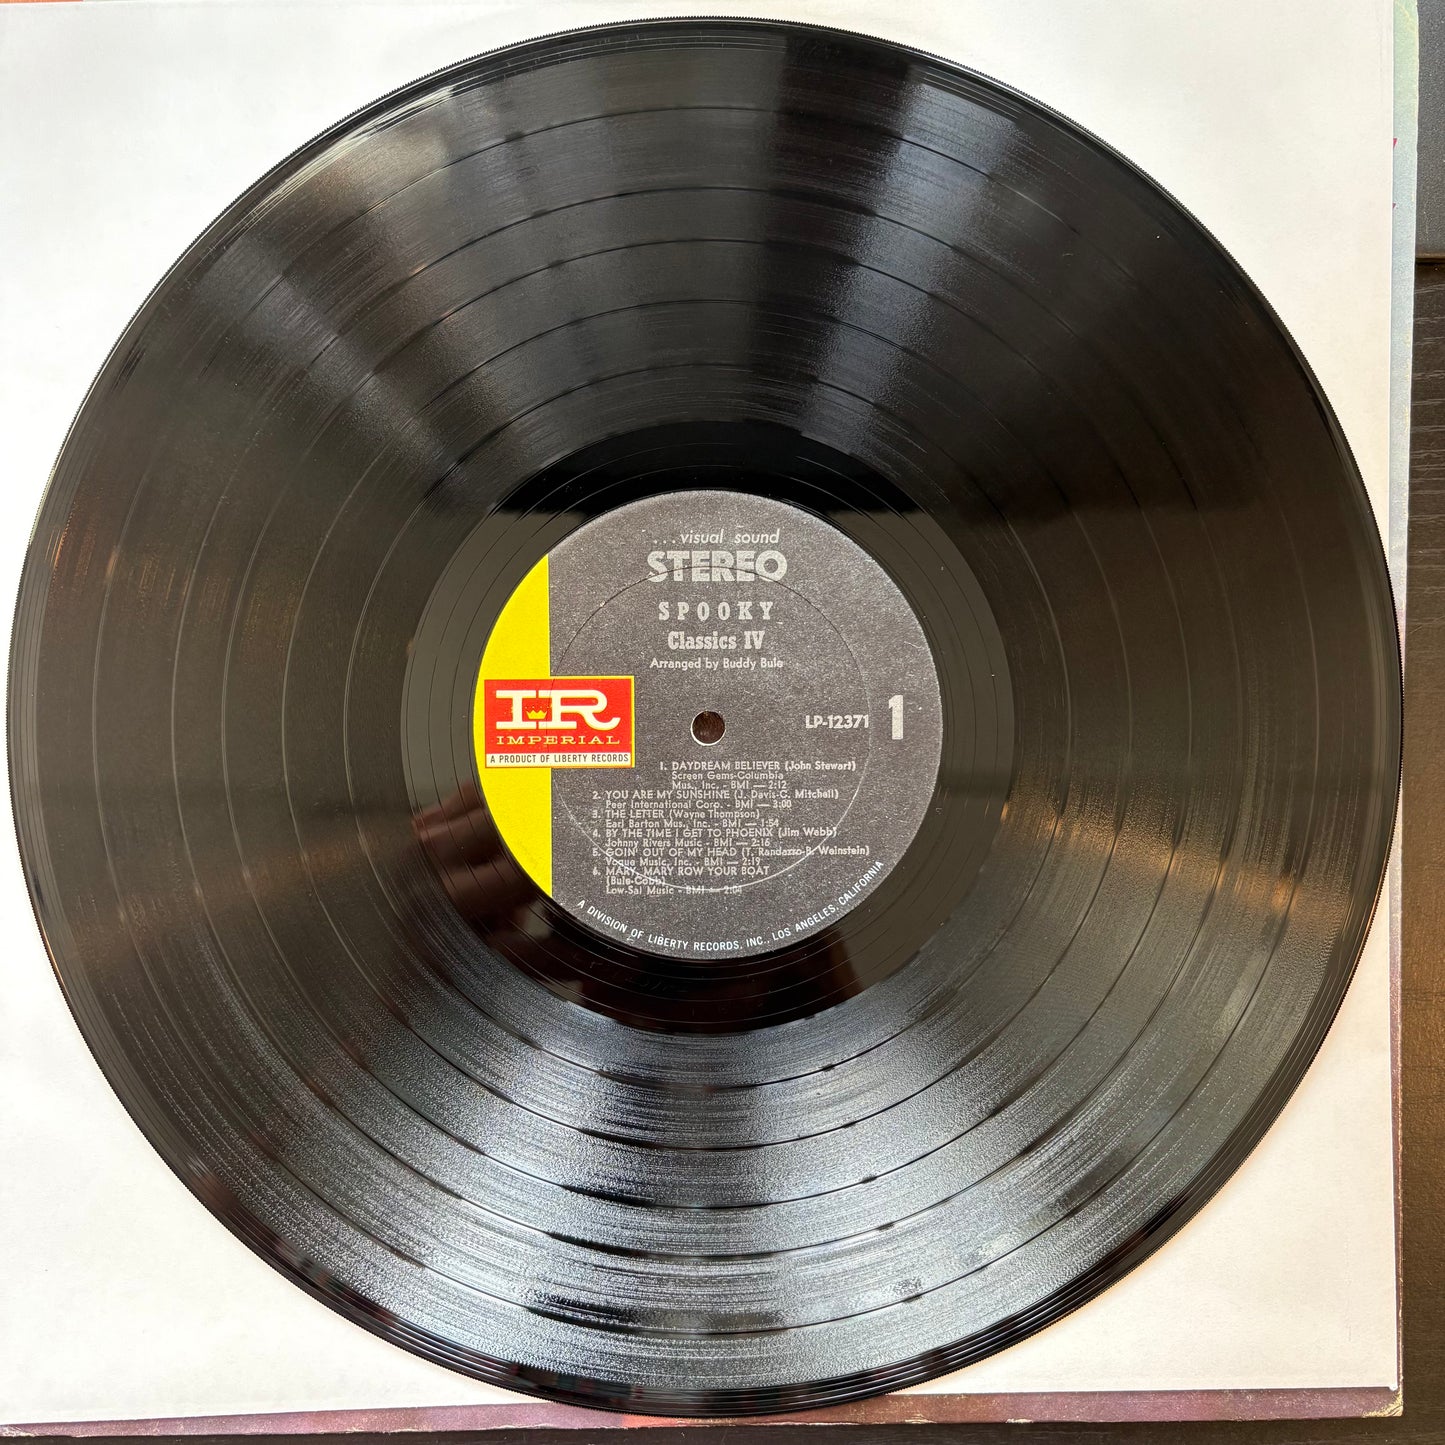 ...visual sound
STEREO
SPOOKY
Classics IV
Arranged by Buddy Buie
IR
IMPERIAL
A PRODUCT OF LIBERTY RECORDS
LP-12371
1
1. DAYDREAM BELIEVER (John Stewart)
Screen Gems-Columbia
Mus., Inc. - BMI — 2:12
2. YOU ARE MY SUNSHINE (J. Davis-C. Mitchell)
Peer International Corp. - BMI — 3:00
3. THE LETTER (Wayne Thompson)
Earl Barton Mus., Inc. - BMI — 1:54
4. BY THE TIME I GET TO PHOENIX (Jim Webb)
Johnny Rivers Music - BMI — 2:16
5. GOIN' OUT OF MY HEAD (T. Randazzo-B. Weinstein)
Vogue Music, Inc. - BMI — 2:19
6. MARY, MARY ROW YOUR BOAT
(Buie-Cobb)
Low-Sal Music - BMI — 2:04
A DIVISION OF LIBERTY RECORDS, INC., LOS ANGELES, CALIFORNIA